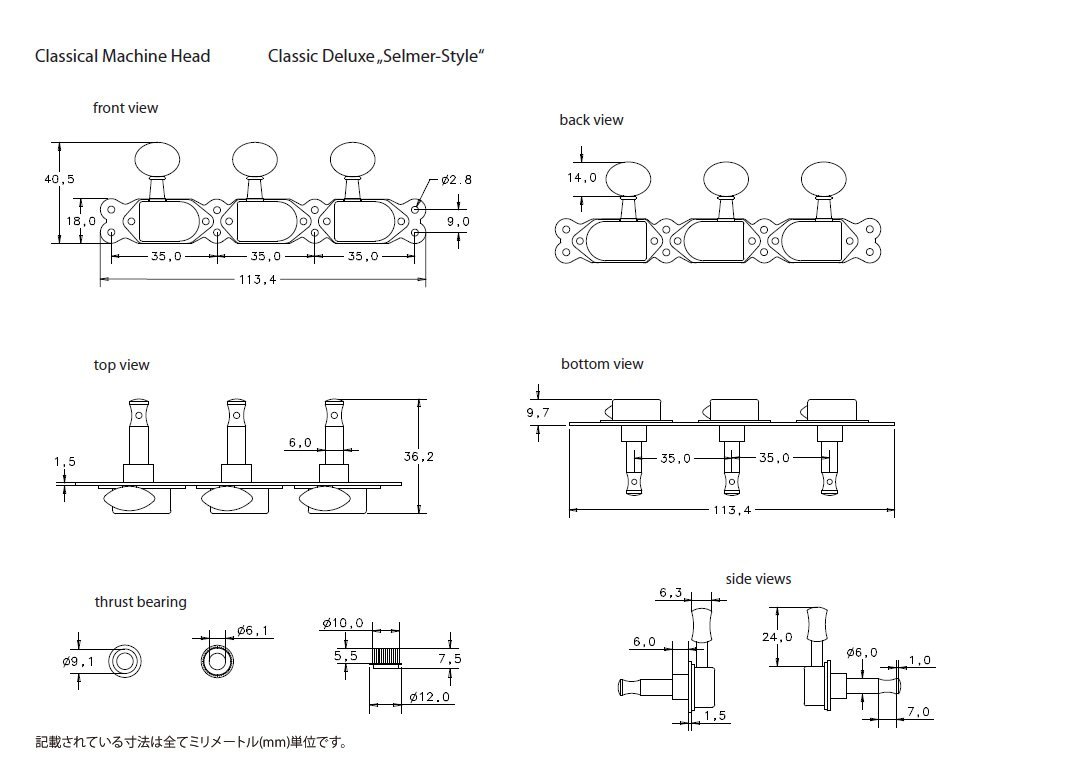 Classical Machine Head Classic Deluxe „Selmer-Style“
front view
back view
40,5
18,0
Ø2.8
9,0
35,0 35,0 35,0
113,4
14,0
top view
bottom view
1,5
6,0
36,2
9,7
35,0 35,0
113,4
thrust bearing
side views
Ø9,1
Ø6,1
Ø10,0
5,5
7,5
Ø12.0
6,3
6,0
1,5
24,0
Ø6,0
1,0
7,0
記載されている寸法は全てミリメートル(mm)単位です。